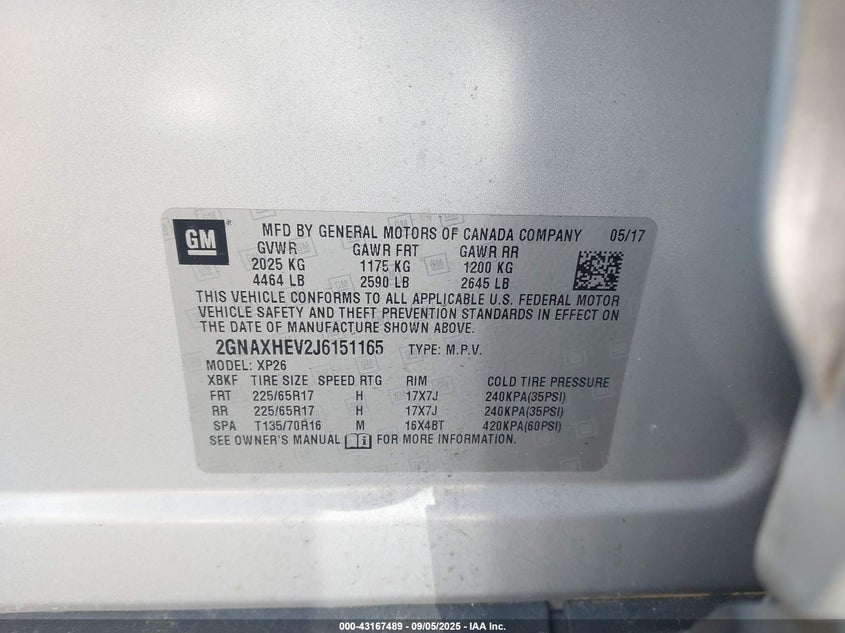 GM
MFD BY GENERAL MOTORS OF CANADA COMPANY 05/17
GVWR GAWR FRT GAWR RR
2025 KG 1175 KG 1200 KG
4464 LB 2590 LB 2645 LB
THIS VEHICLE CONFORMS TO ALL APPLICABLE U.S. FEDERAL MOTOR
VEHICLE SAFETY AND THEFT PREVENTION STANDARDS IN EFFECT ON
THE DATE OF MANUFACTURE SHOWN ABOVE.
2GNAXHEV2J6151165 TYPE: M.P.V.
MODEL: XP26
XBKF TIRE SIZE SPEED RTG RIM COLD TIRE PRESSURE
FRT 225/65R17 H 17X7J 240KPA(35PSI)
RR 225/65R17 H 17X7J 240KPA(35PSI)
SPA T135/70R16 M 16X4BT 420KPA(60PSI)
SEE OWNER'S MANUAL FOR MORE INFORMATION.
000-43167489 - 09/05/2025 - IAA Inc.